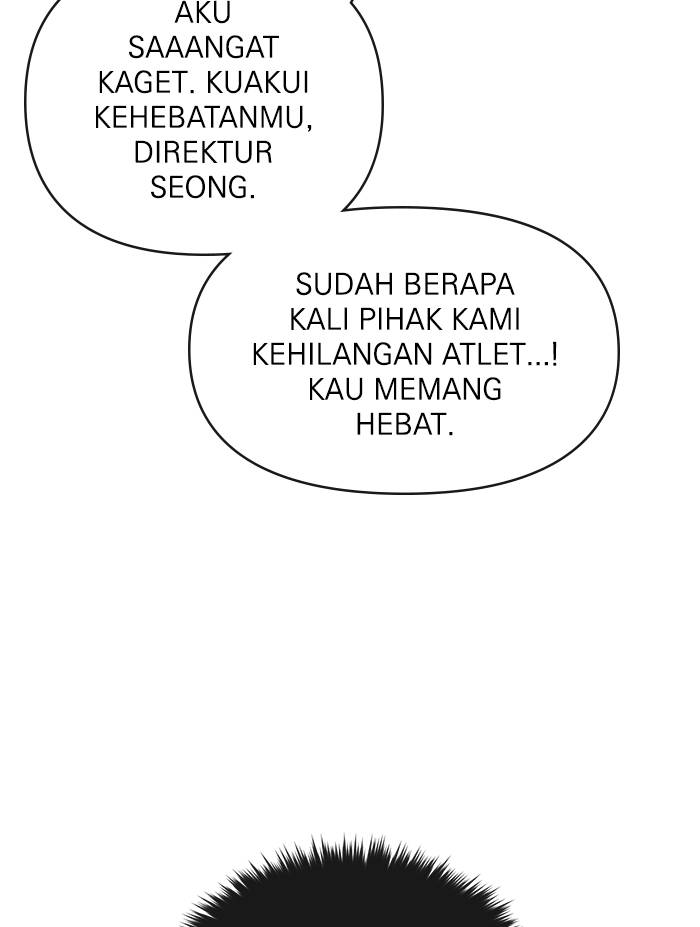 AKU
SAAANGAT
KAGET. KUAKUI
KEHEBATANMU,
DIREKTUR
SEONG.
SUDAH BERAPA
KALI PIHAK KAMI
KEHILANGAN ATLET...!
KAU MEMANG
HEBAT.